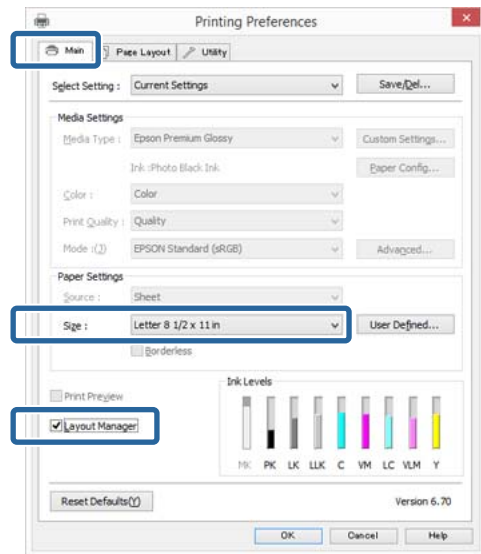 Printing Preferences
Main Page Layout Utility
Select Setting : Current Settings Save/Del...
Media Settings
Media Type : Epson Premium Glossy Custom Settings...
Ink :Photo Black Ink Paper Config...
Color : Color
Print Quality : Quality
Mode :(J) EPSON Standard (sRGB) Advanced...
Paper Settings
Source : Sheet
Size : Letter 8 1/2 x 11 in User Defined...
Borderless
Ink Levels
Print Preview
Layout Manager
MK PK LK LLK C VM LC VLM Y
Reset Defaults(Y) Version 6.70
OK Cancel Help